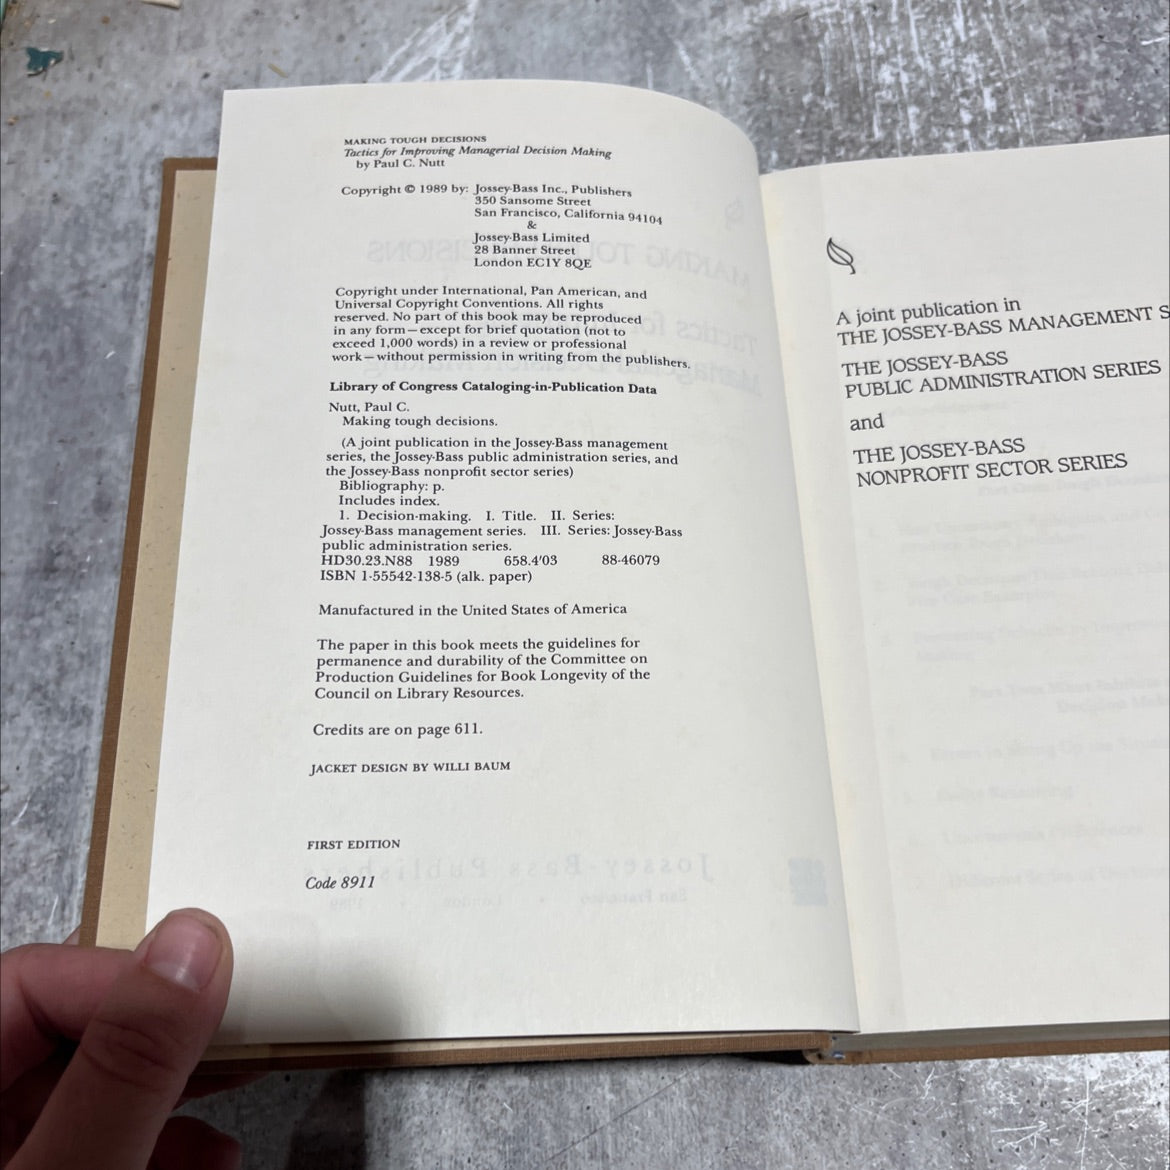 MAKING TOUGH DECISIONS
Tactics for Improving Managerial Decision Making
by Paul C. Nutt
Copyright © 1989 by: Jossey-Bass Inc., Publishers
350 Sansome Street
San Francisco, California 94104
&
Jossey-Bass Limited
28 Banner Street
London EC1Y 8QE
Copyright under International, Pan American, and
Universal Copyright Conventions. All rights
reserved. No part of this book may be reproduced
in any form—except for brief quotation (not to
exceed 1,000 words) in a review or professional
work—without permission in writing from the publishers.
Library of Congress Cataloging-in-Publication Data
Nutt, Paul C.
Making tough decisions.
(A joint publication in the Jossey-Bass management
series, the Jossey-Bass public administration series, and
the Jossey-Bass nonprofit sector series)
Bibliography: p.
Includes index.
1. Decision-making. I. Title. II. Series:
Jossey-Bass management series. III. Series: Jossey-Bass
public administration series.
HD30.23.N88 1989 658.4'03 88-46079
ISBN 1-55542-138-5 (alk. paper)
Manufactured in the United States of America
The paper in this book meets the guidelines for
permanence and durability of the Committee on
Production Guidelines for Book Longevity of the
Council on Library Resources.
Credits are on page 611.
JACKET DESIGN BY WILLI BAUM
FIRST EDITION
Code 8911
A joint publication in
THE JOSSEY-BASS MANAGEMENT S
THE JOSSEY-BASS
PUBLIC ADMINISTRATION SERIES
and
THE JOSSEY-BASS
NONPROFIT SECTOR SERIES